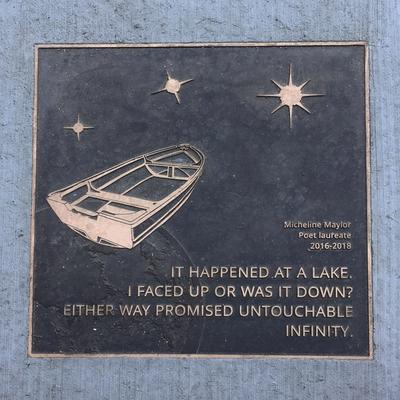 Micheline Maylor
Poet laureate
2016-2018
IT HAPPENED AT A LAKE.
I FACED UP OR WAS IT DOWN?
EITHER WAY PROMISED UNTOUCHABLE
INFINITY.